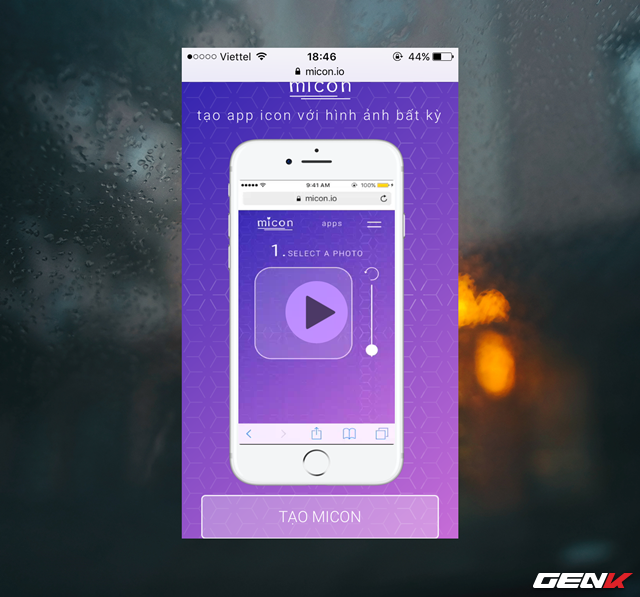 Viettel 18:46 44%
micon.io
micon
tạo app icon với hình ảnh bất kỳ
9:41 AM 100%
micon.io
micon apps
1. SELECT A PHOTO
TẠO MICON
GENK